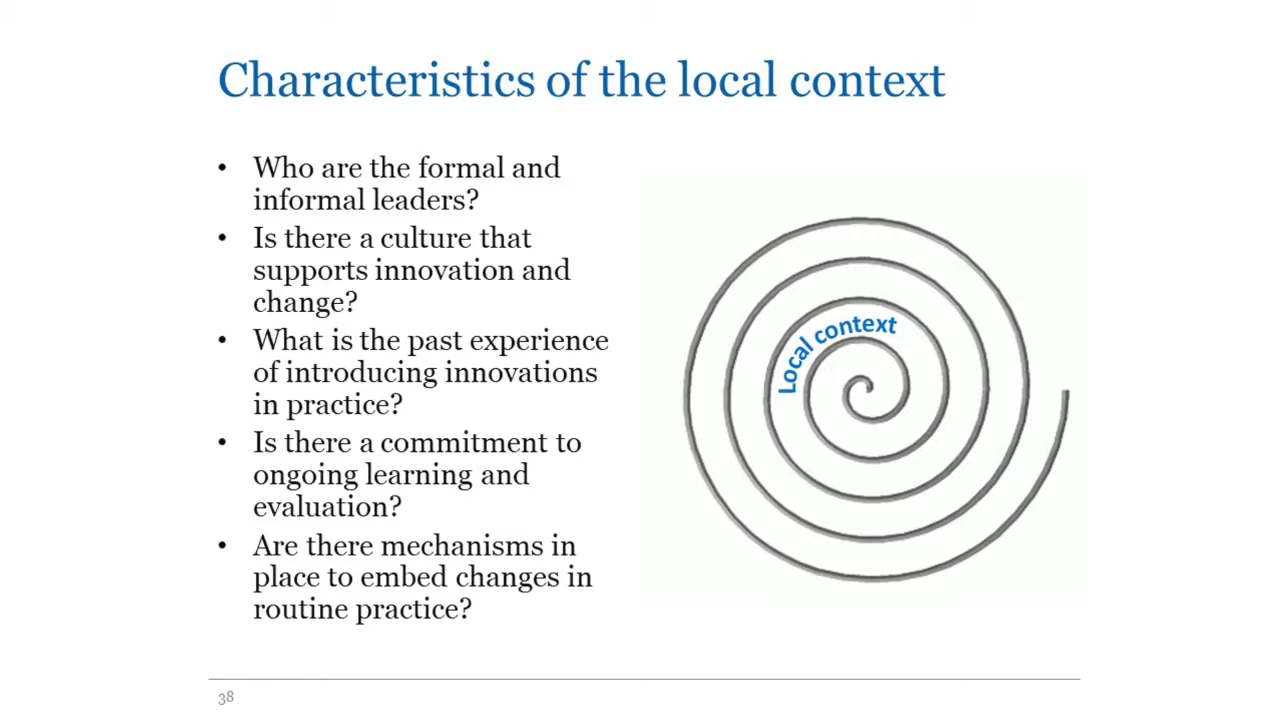 Characteristics of the local context
• Who are the formal and
informal leaders?
• Is there a culture that
supports innovation and
change?
• What is the past experience
of introducing innovations
in practice?
• Is there a commitment to
ongoing learning and
evaluation?
• Are there mechanisms in
place to embed changes in
routine practice?
Local context
38